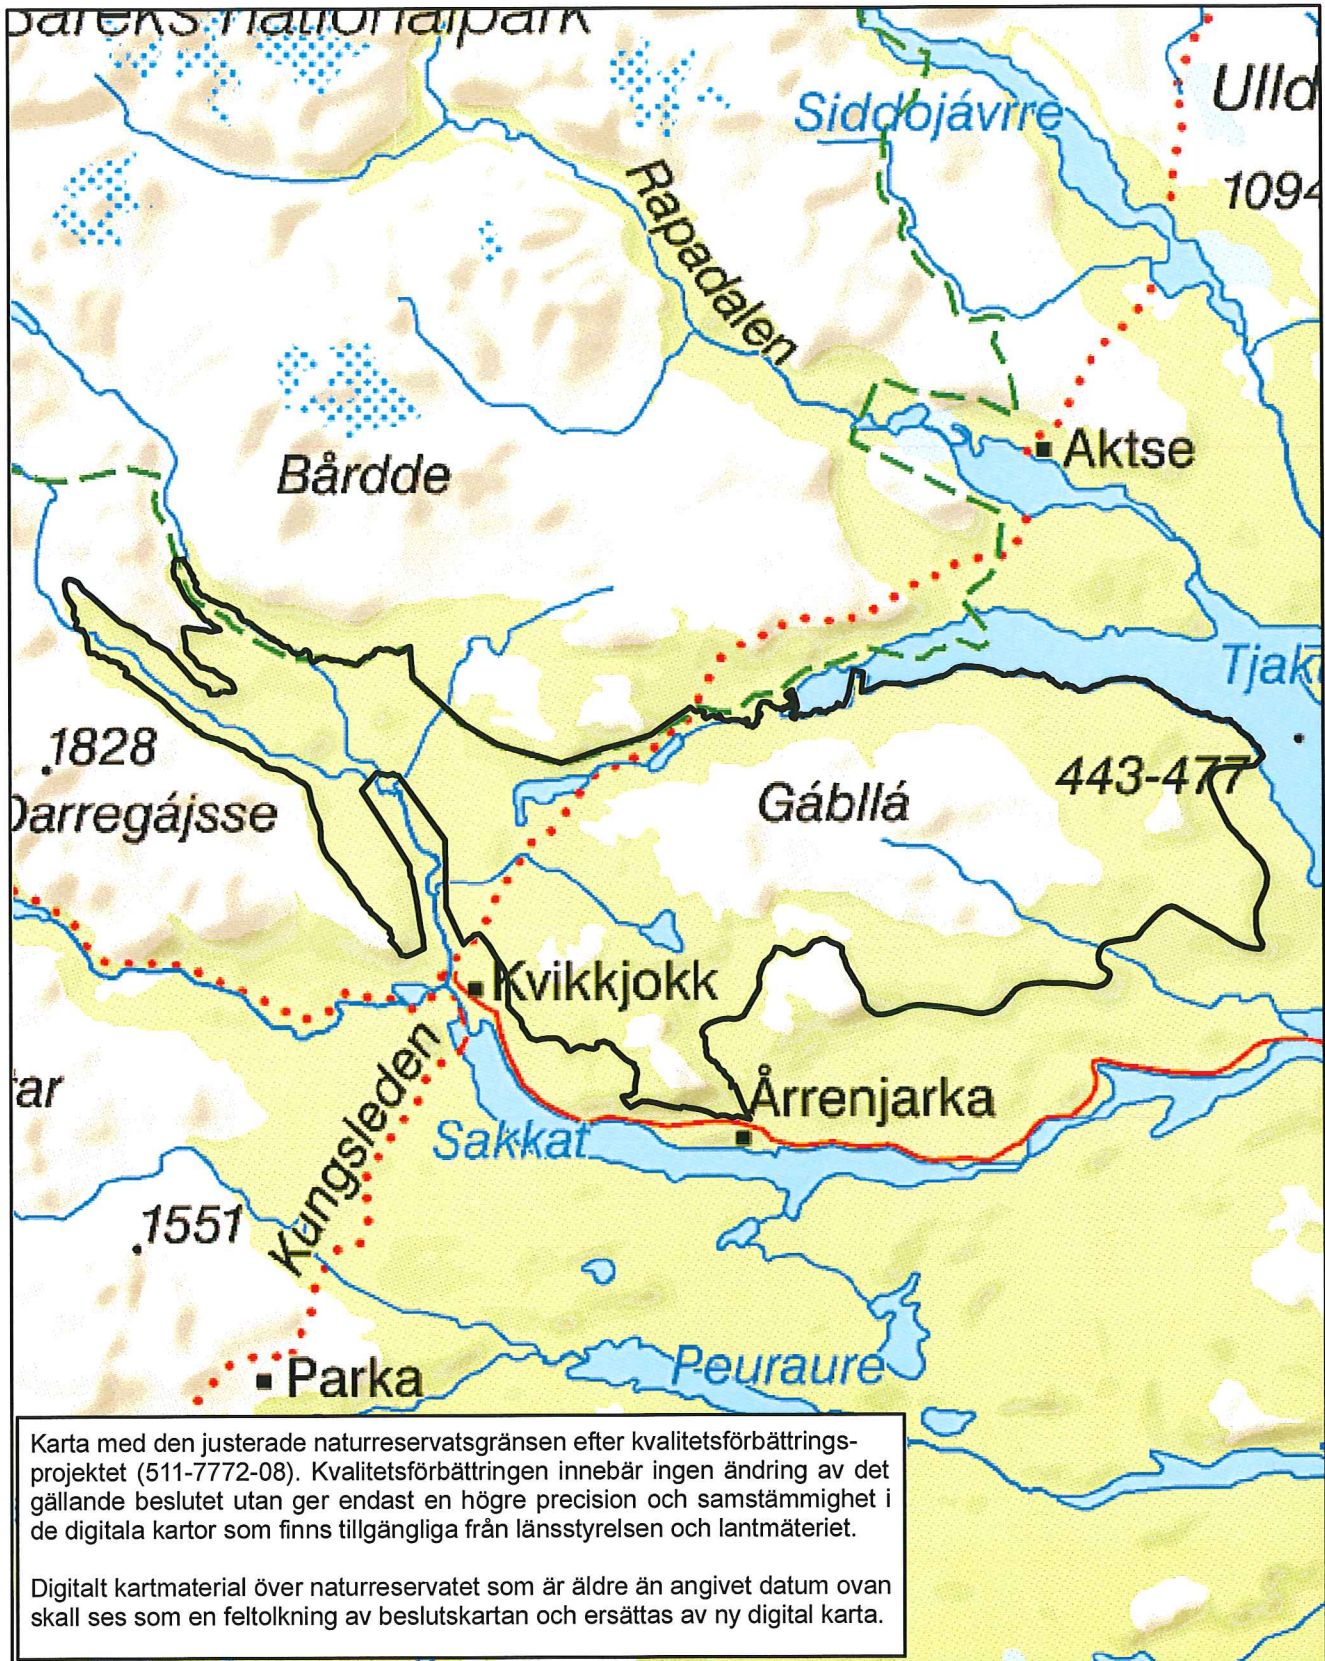 Sareks nationalpark
Siddojávrre
Ulld
1094
Rapadalen
Aktse
Bårdde
Tjak
1828
Darregájsse
443-477
Gábllá
Kvikkjokk
Kungsleden
Årrenjarka
Sakkat
1551
Peuraure
Parka
Karta med den justerade naturreservatsgränsen efter kvalitetsförbättrings-
projektet (511-7772-08). Kvalitetsförbättringen innebär ingen ändring av det
gällande beslutet utan ger endast en högre precision och samstämmighet i
de digitala kartor som finns tillgängliga från länsstyrelsen och lantmäteriet.
Digitalt kartmaterial över naturreservatet som är äldre än angivet datum ovan
skall ses som en feltolkning av beslutskartan och ersättas av ny digital karta.